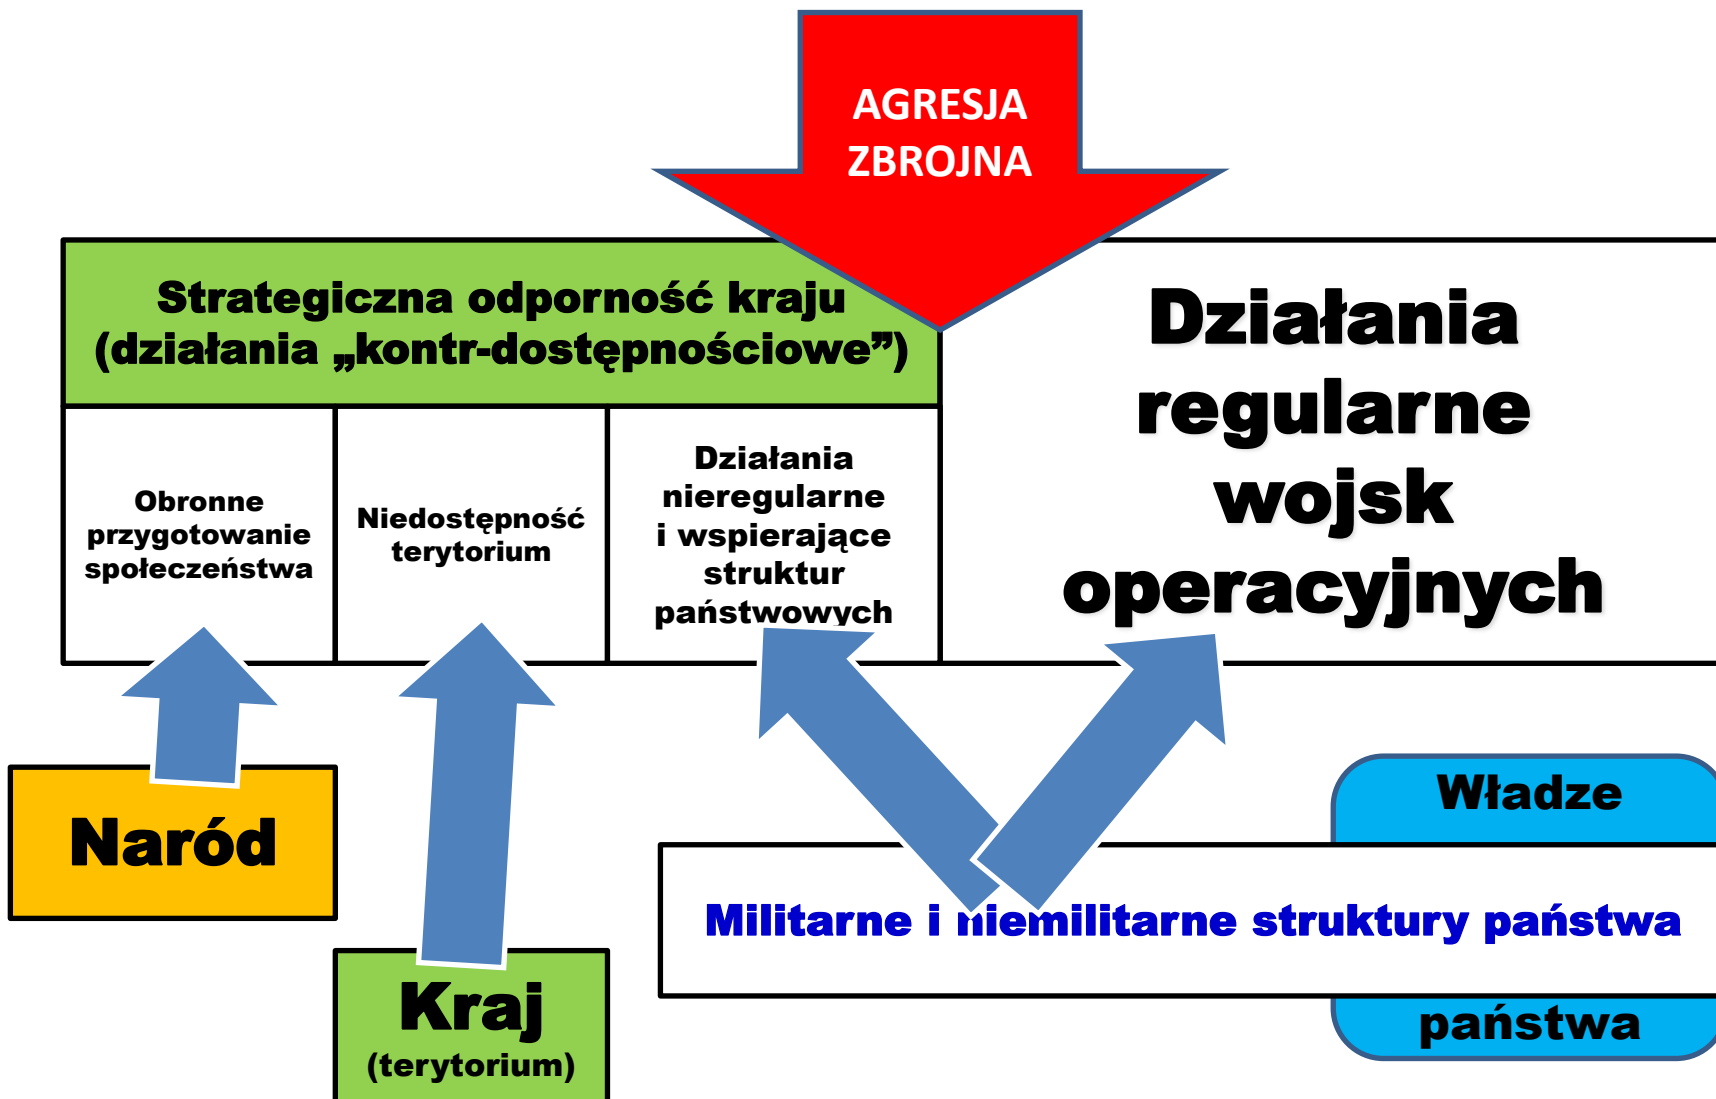 AGRESJA
ZBROJNA
Strategiczna odporność kraju
(działania „kontr-dostępnościowe”)
Obronne
przygotowanie
społeczeństwa
Niedostępność
terytorium
Działania
nieregularne
i wspierające
struktur
państwowych
Działania
regularne
wojsk
operacyjnych
Naród
Kraj
(terytorium)
Władze
Militarne i niemilitarne struktury państwa
państwa